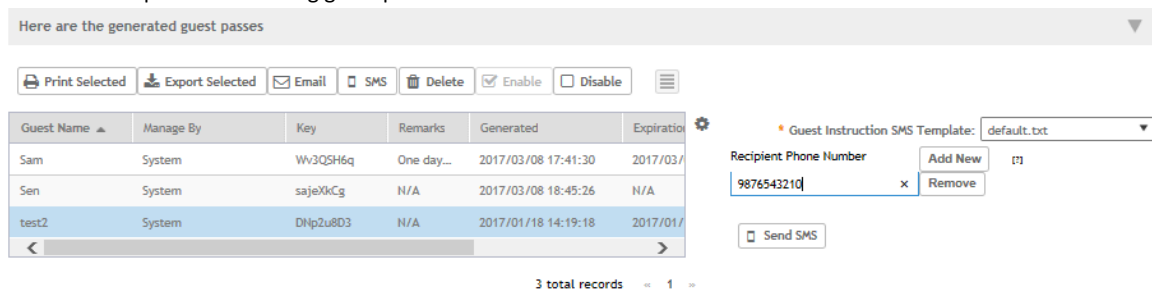 Here are the generated guest passes
Print Selected Export Selected Email SMS Delete Enable Disable
Guest Name Manage By Key Remarks Generated Expiration
Sam System Wv3QSH6q One day... 2017/03/08 17:41:30 2017/03/
Sen System sajeXkCg N/A 2017/03/08 18:45:26 N/A
test2 System DNp2u8D3 N/A 2017/01/18 14:19:18 2017/01/
3 total records « 1 »
* Guest Instruction SMS Template: default.txt
Recipient Phone Number Add New [?]
9876543210 × Remove
Send SMS